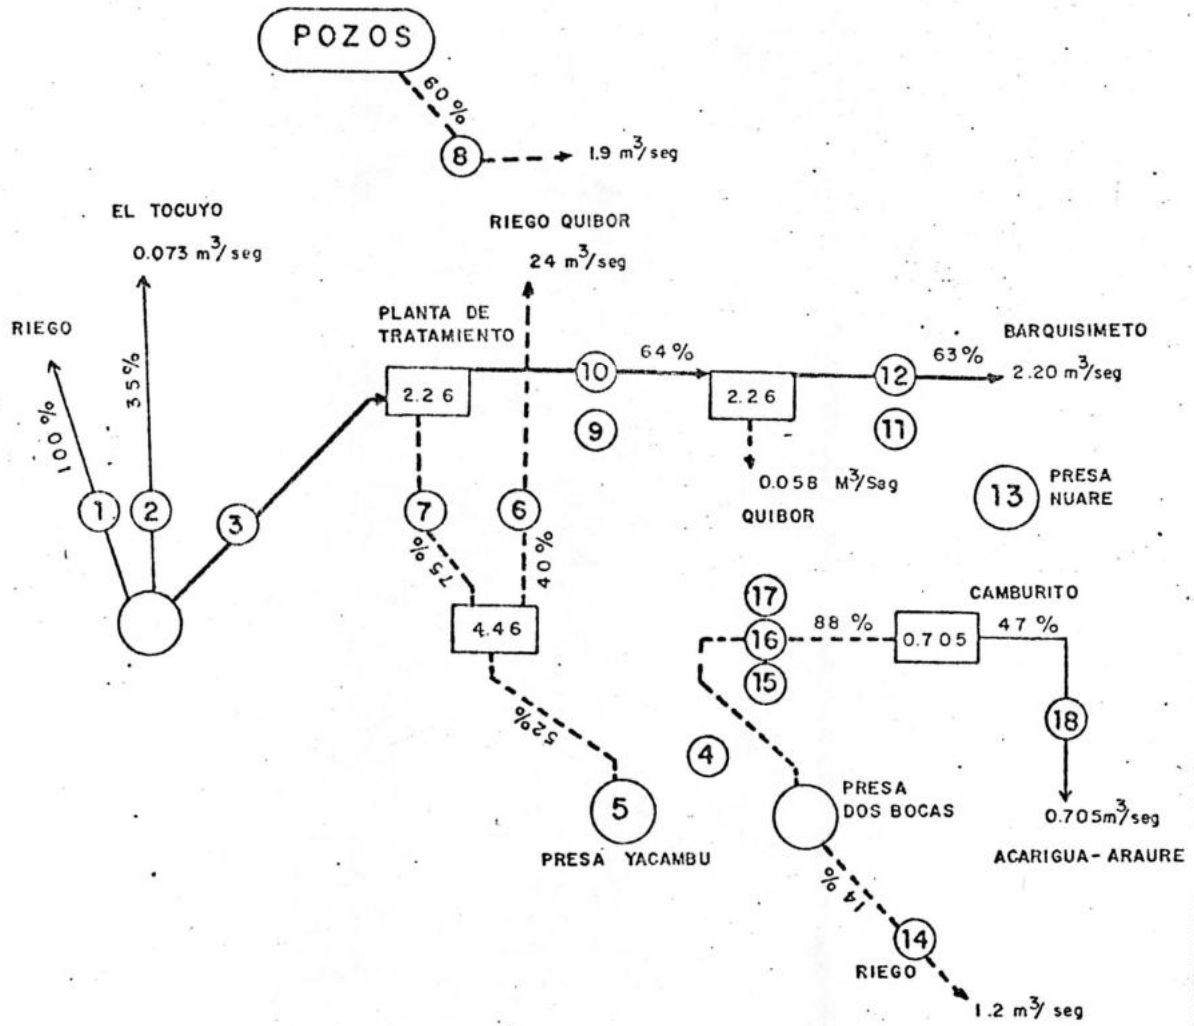 POZOS
60%
8
1.9 m³/seg
EL TOCUYO
0.073 m³/seg
RIEGO QUIBOR
24 m³/seg
RIEGO
100%
35%
PLANTA DE
TRATAMIENTO
2.26
10
64%
9
2.26
12
63%
11
BARQUISIMETO
2.20 m³/seg
0.058 M³/Seg
QUIBOR
13
PRESA
NUARE
1
2
3
7
6
75%
40%
4.46
52%
5
PRESA YACAMBU
17
16
15
88 %
CAMBURITO
0.705
47%
18
0.705m³/seg
ACARIGUA-ARAURE
4
PRESA
DOS BOCAS
14 %
14
RIEGO
1.2 m³/ seg